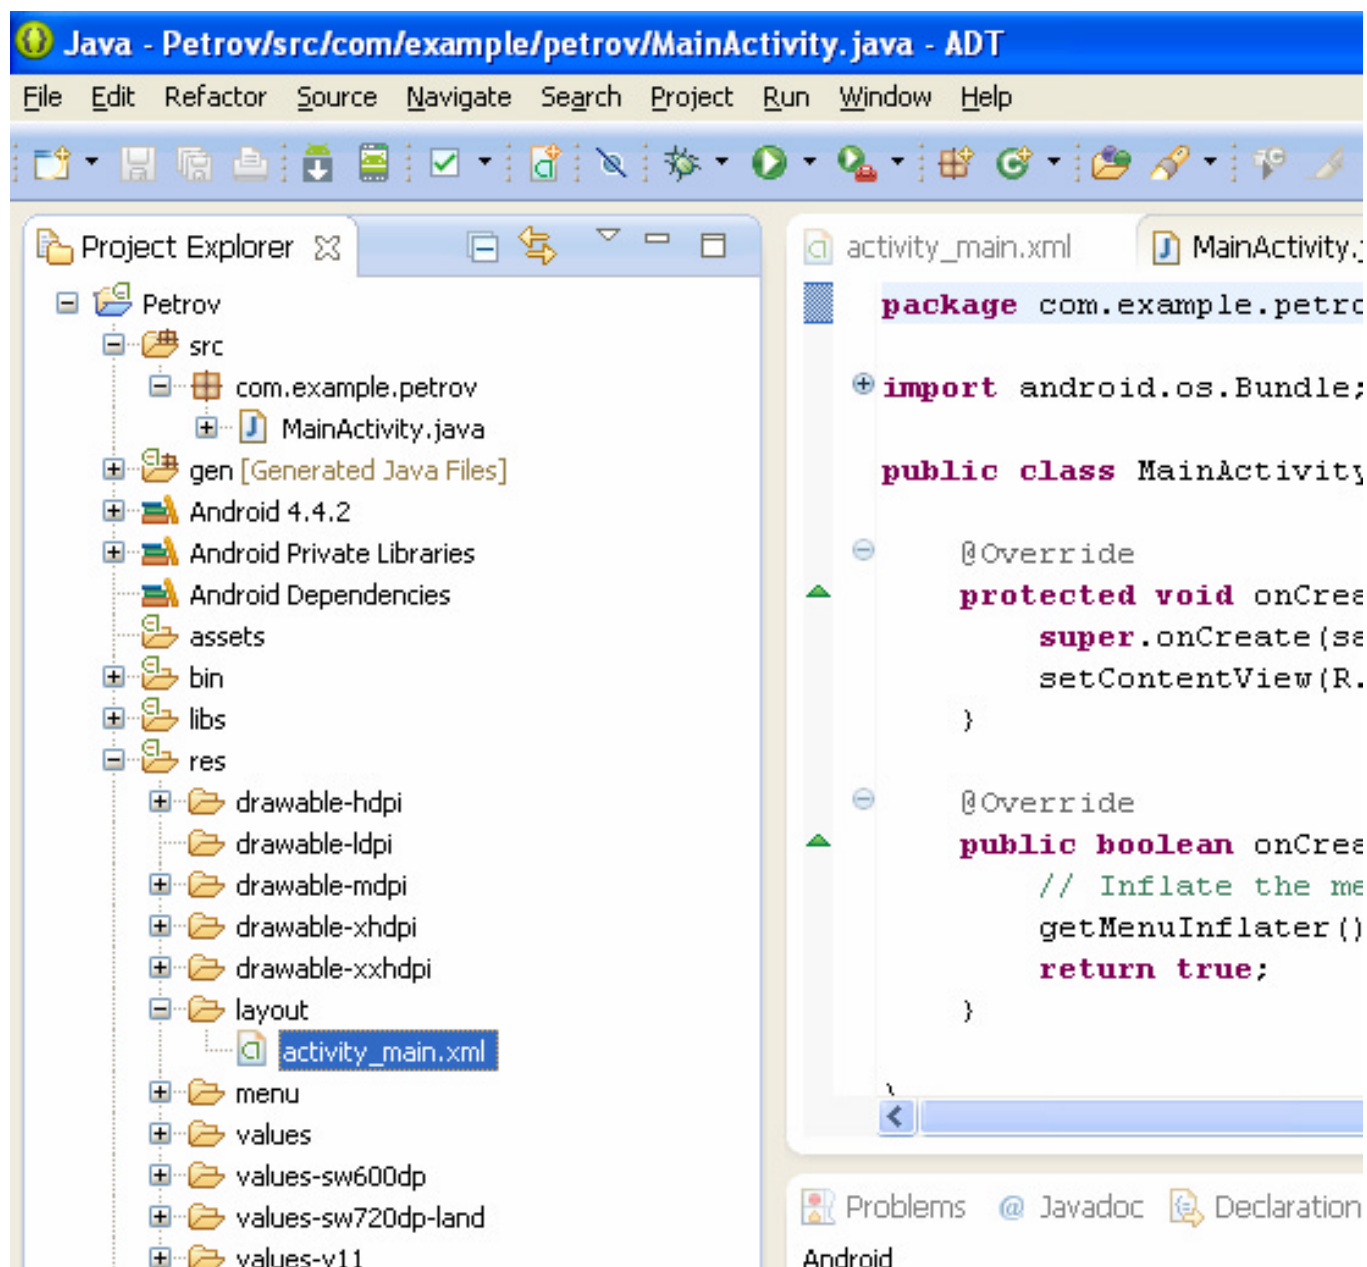 Java - Petrov/src/com/example/petrov/MainActivity.java - ADT
File Edit Refactor Source Navigate Search Project Run Window Help
Project Explorer
Petrov
src
com.example.petrov
MainActivity.java
gen [Generated Java Files]
Android 4.4.2
Android Private Libraries
Android Dependencies
assets
bin
libs
res
drawable-hdpi
drawable-ldpi
drawable-mdpi
drawable-xhdpi
drawable-xxhdpi
layout
activity_main.xml
menu
values
values-sw600dp
values-sw720dp-land
values-v11
activity_main.xml MainActivity.j
package com.example.petro
import android.os.Bundle;
public class MainActivity
@Override
protected void onCrea
super.onCreate(sa
setContentView(R.
}
@Override
public boolean onCrea
// Inflate the me
getMenuInflater()
return true;
}
}
Problems @ Javadoc Declaration
Android